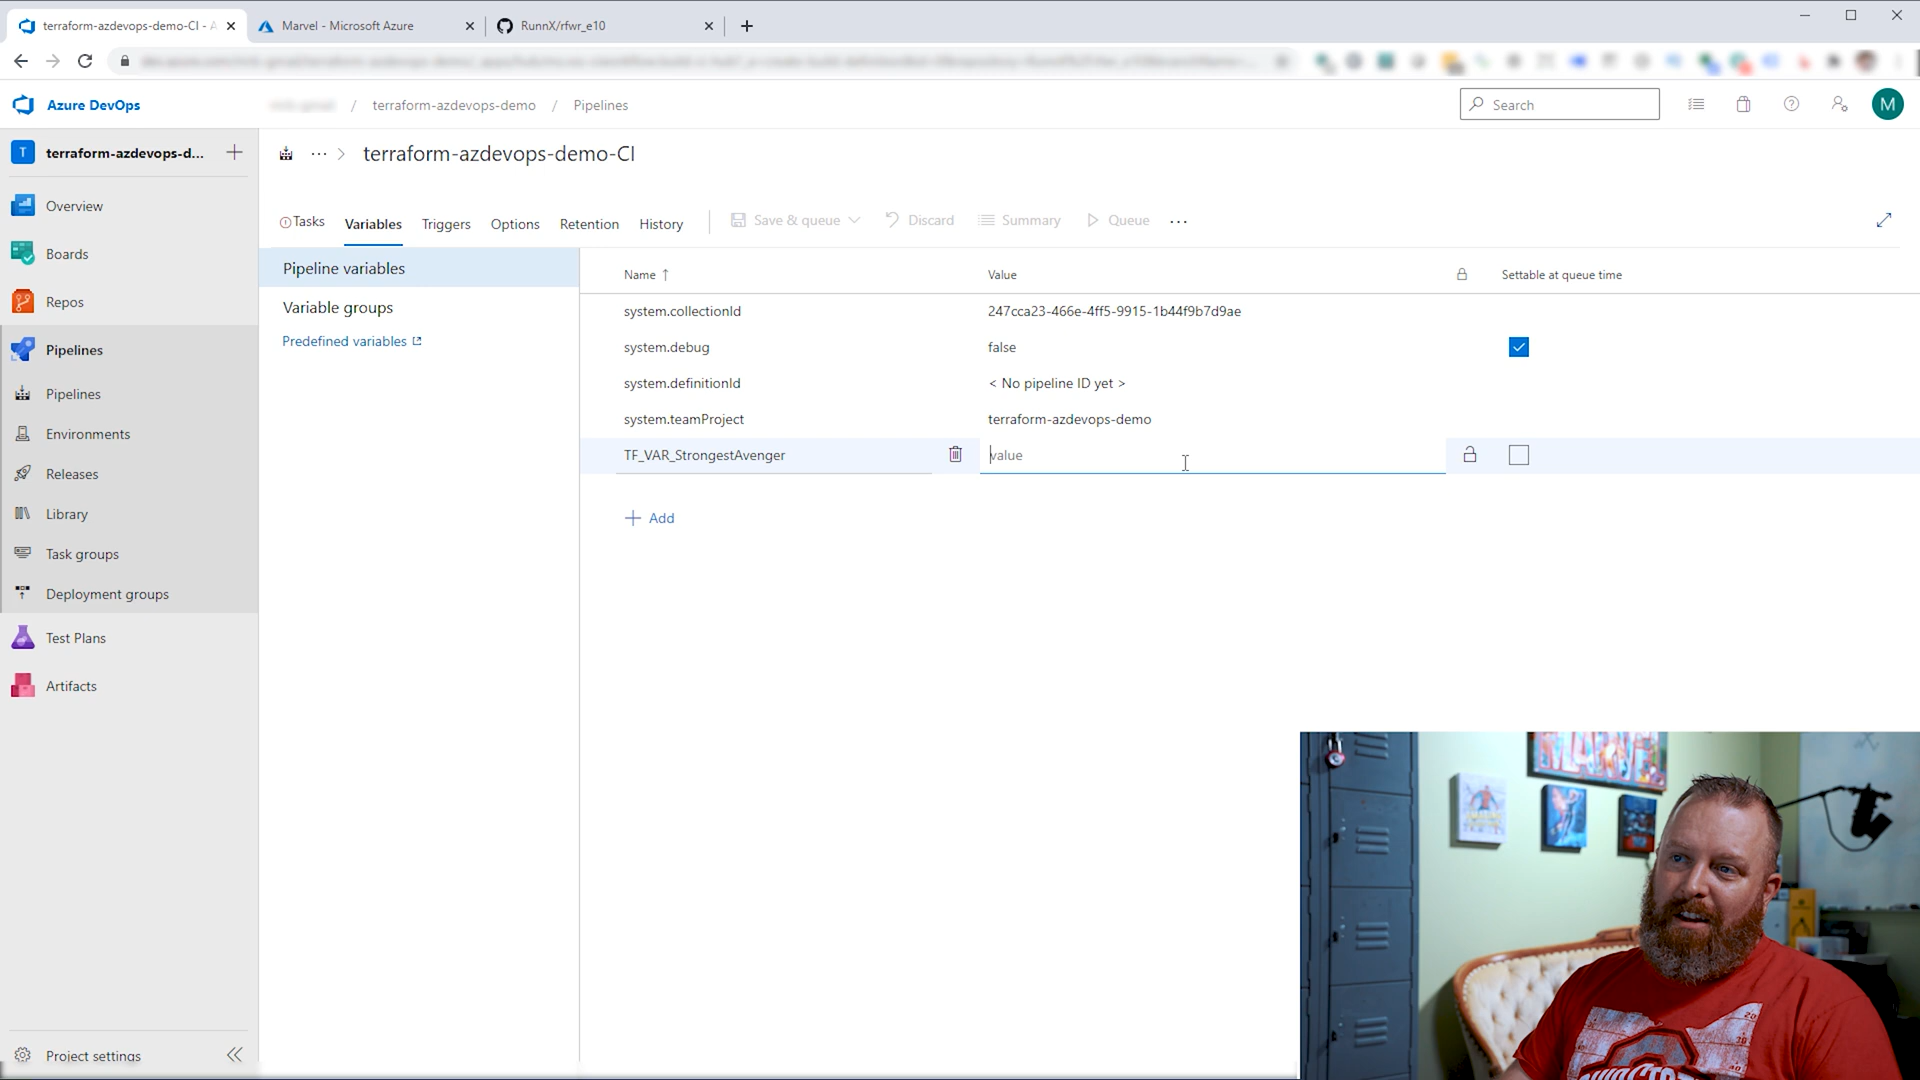 terraform-azdevops-demo-CI - A
Marvel - Microsoft Azure
RunnX/rfwr_e10
Azure DevOps
/ terraform-azdevops-demo / Pipelines
Search
M
T terraform-azdevops-d...
Overview
Boards
Repos
Pipelines
Pipelines
Environments
Releases
Library
Task groups
Deployment groups
Test Plans
Artifacts
Project settings
... > terraform-azdevops-demo-CI
Tasks Variables Triggers Options Retention History Save & queue Discard Summary Queue ...
Pipeline variables
Variable groups
Predefined variables
Name ↑ Value Settable at queue time
system.collectionId 247cca23-466e-4ff5-9915-1b44f9b7d9ae
system.debug false
system.definitionId < No pipeline ID yet >
system.teamProject terraform-azdevops-demo
TF_VAR_StrongestAvenger value
+ Add